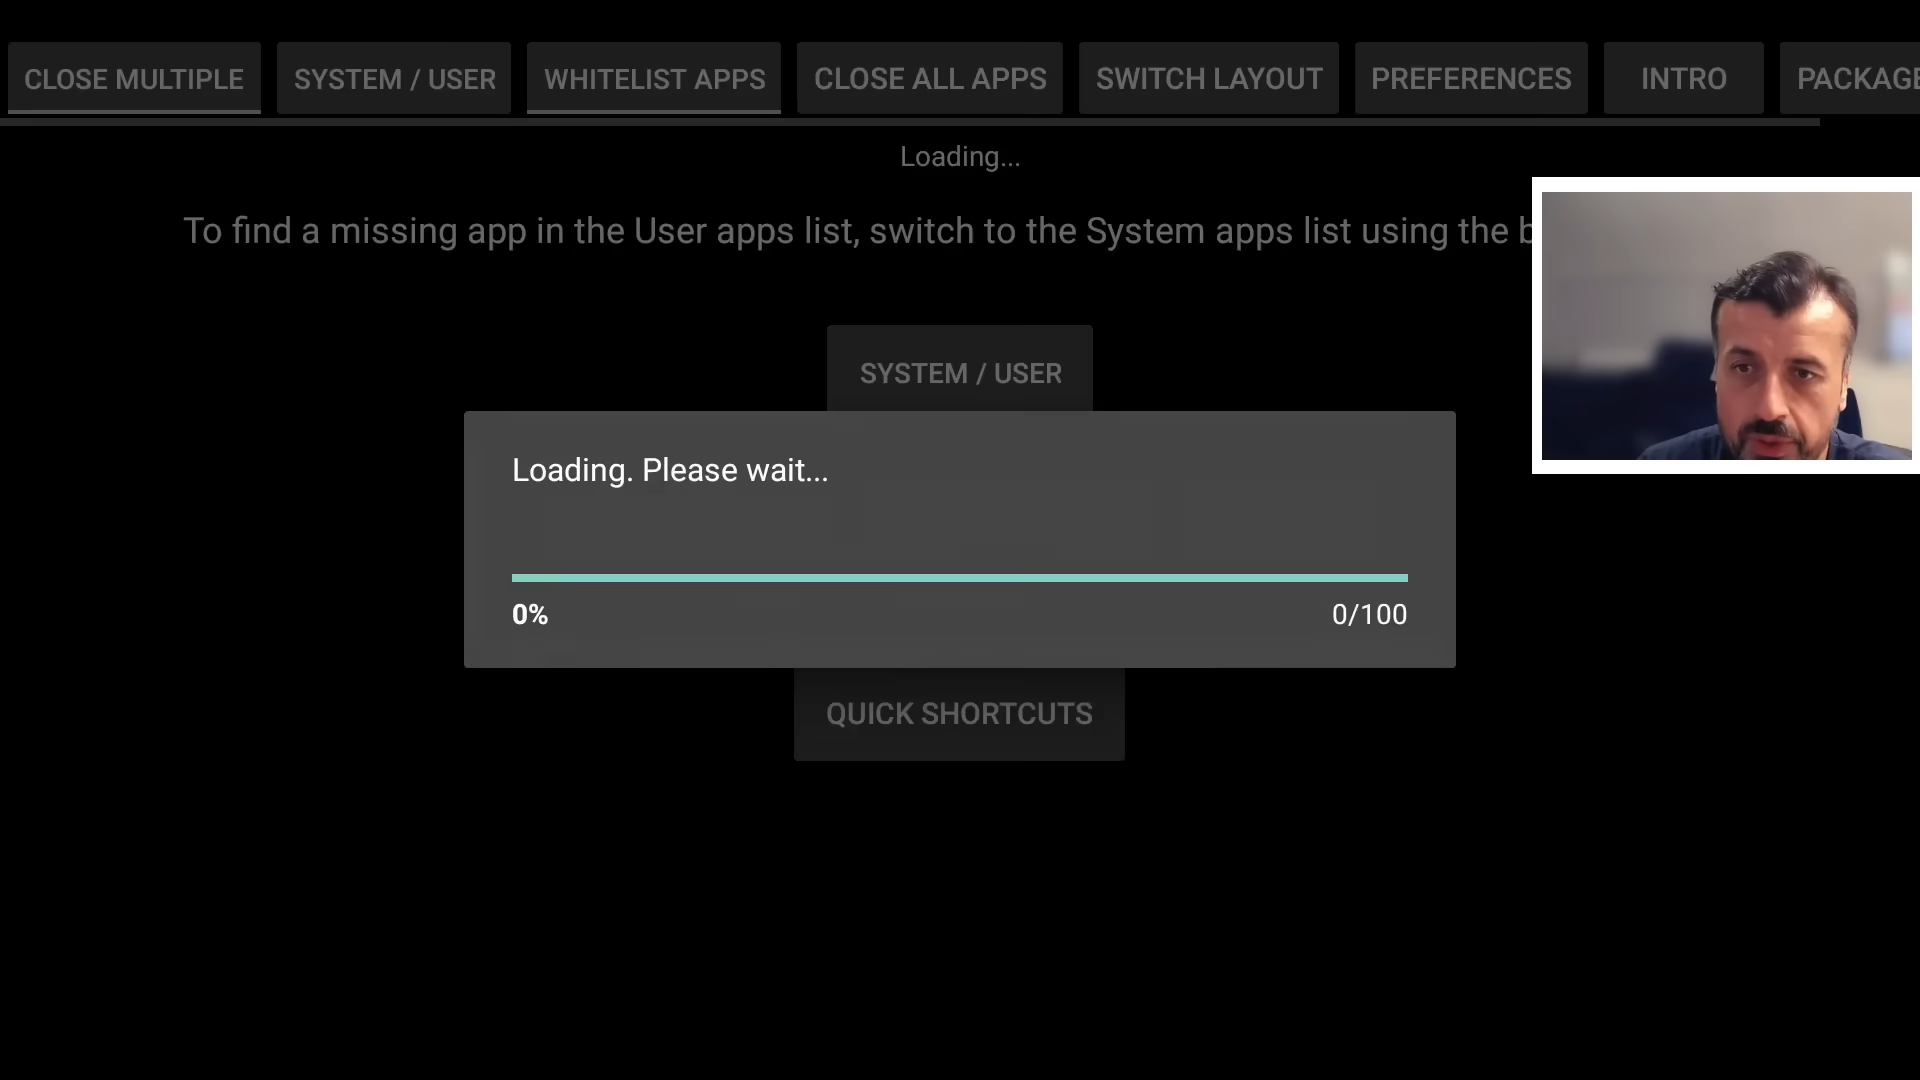 CLOSE MULTIPLE SYSTEM / USER WHITELIST APPS CLOSE ALL APPS SWITCH LAYOUT PREFERENCES INTRO PACKAGE
Loading...
To find a missing app in the User apps list, switch to the System apps list using the b
SYSTEM / USER
Loading. Please wait...
0% 0/100
QUICK SHORTCUTS